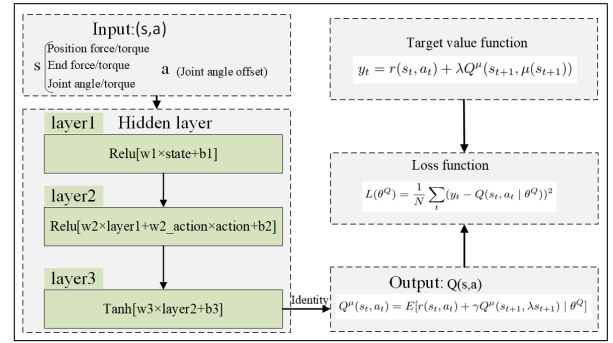 Input:(s,a)
Position force/torque
s End force/torque a (Joint angle offset)
Joint angle/torque
layer1 Hidden layer
Relu[w1×state+b1]
layer2
Relu[w2×layer1+w2_action×action+b2]
layer3
Tanh[w3×layer2+b3]
Identity
Target value function
y_t = r(s_t, a_t) + λQ^μ(s_{t+1}, μ(s_{t+1}))
Loss function
L(θ^Q) = \frac{1}{N} \sum_t (y_t − Q(s_t, a_t | θ^Q))^2
Output: Q(s,a)
Q^μ(s_t, a_t) = E[r(s_t, a_t) + γQ^μ(s_{t+1}, λs_{t+1}) | θ^Q]